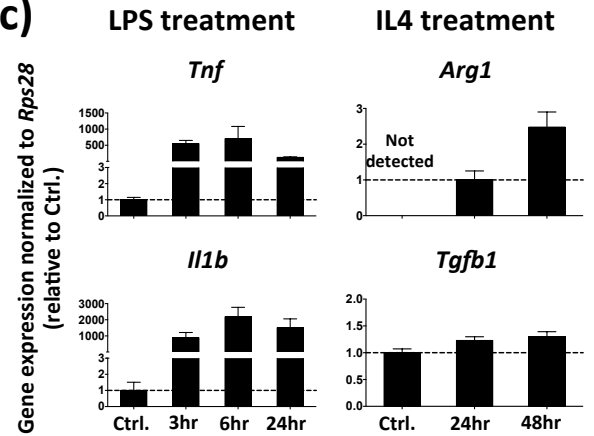 c)
LPS treatment
IL4 treatment
Gene expression normalized to Rps28
(relative to Ctrl.)
Tnf
1500
1000
500
3
2
1
0
Arg1
3
2
1
0
Not
detected
Il1b
3000
2000
1000
3
2
1
0
Ctrl. 3hr 6hr 24hr
Tgfb1
2.0
1.5
1.0
0.5
0.0
Ctrl. 24hr 48hr